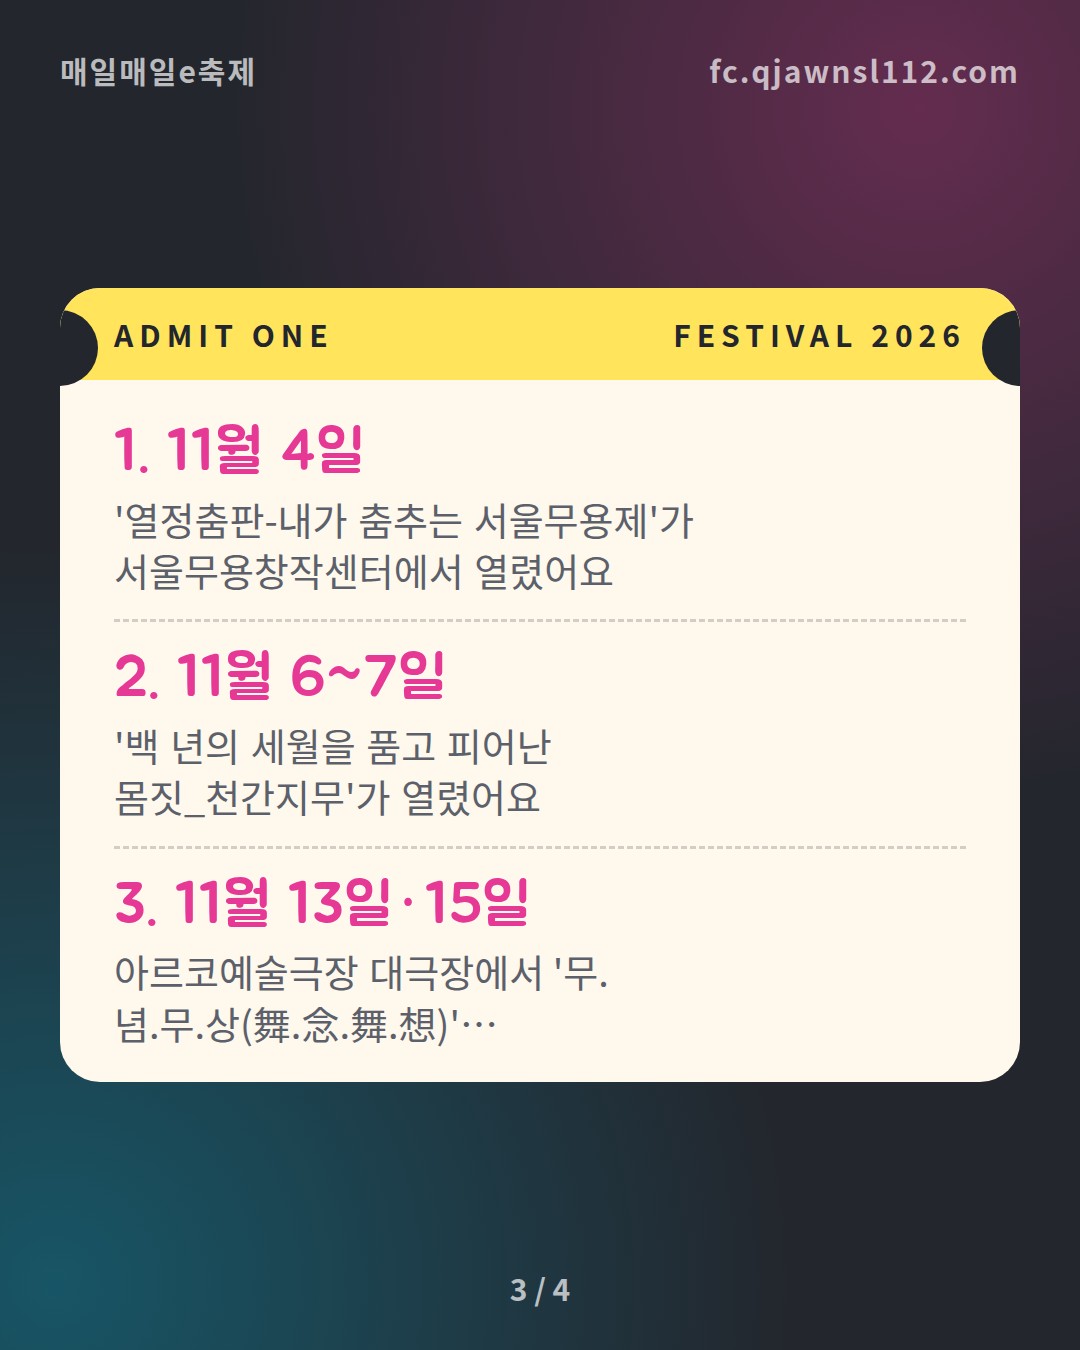 매일매일e축제
fc.qjawnsl112.com
ADMIT ONE
FESTIVAL 2026
1. 11월 4일
'열정춤판-내가 춤추는 서울무용제'가
서울무용창작센터에서 열렸어요
2. 11월 6~7일
'백 년의 세월을 품고 피어난
몸짓_천간지무'가 열렸어요
3. 11월 13일·15일
아르코예술극장 대극장에서 '무.
념.무.상(舞.念.舞.想)'…
3 / 4